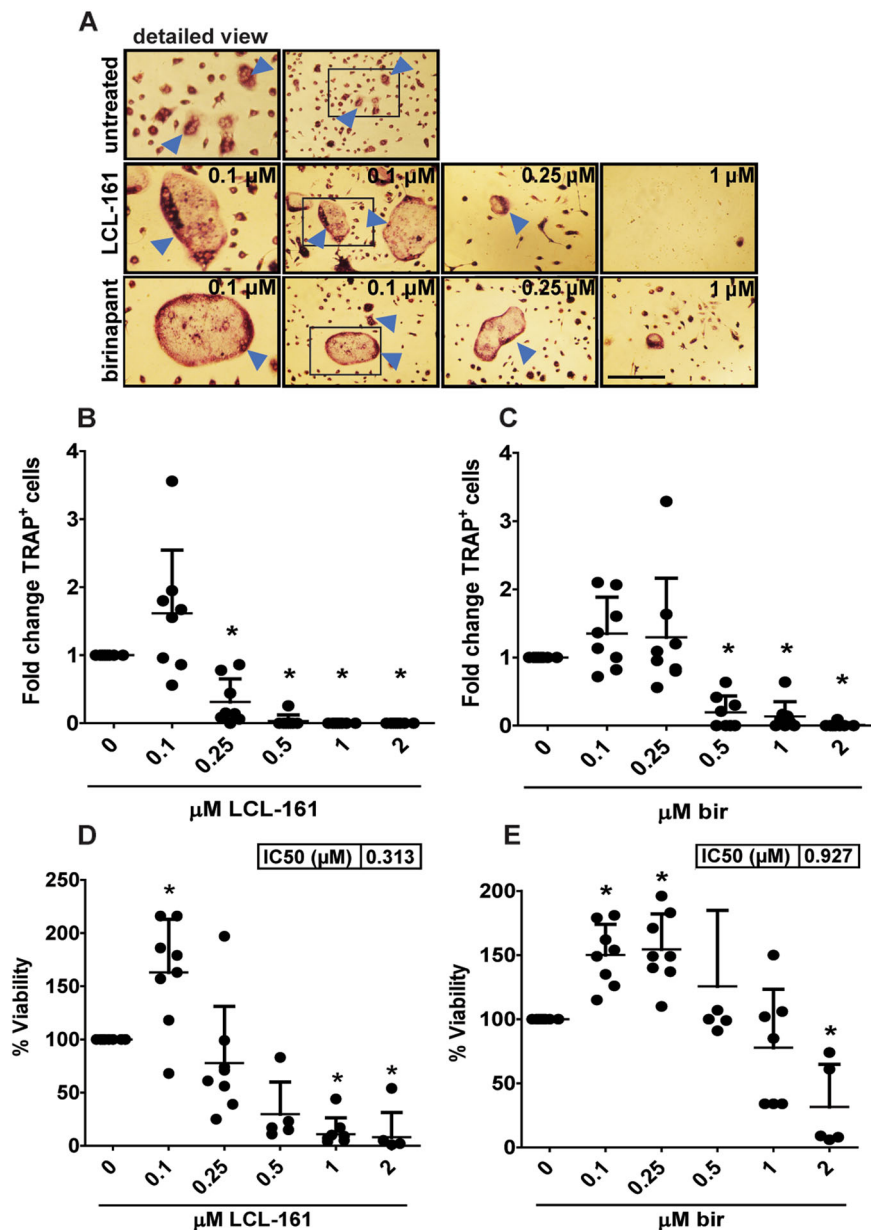 A
detailed view
untreated
LCL-161
0.1 µM
0.1 µM
0.25 µM
1 µM
birinapant
0.1 µM
0.1 µM
0.25 µM
1 µM
B
Fold change TRAP⁺ cells
4
3
2
1
0
0
0.1
0.25
0.5
1
2
* * * *
µM LCL-161
C
Fold change TRAP⁺ cells
4
3
2
1
0
0
0.1
0.25
0.5
1
2
* * *
µM bir
D
IC50 (µM) 0.313
% Viability
250
200
150
100
50
0
0
0.1
0.25
0.5
1
2
* * *
µM LCL-161
E
IC50 (µM) 0.927
% Viability
200
150
100
50
0
0
0.1
0.25
0.5
1
2
* * *
µM bir